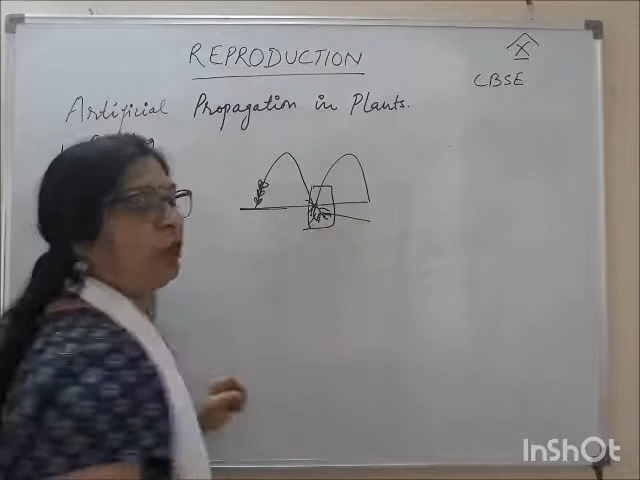 REPRODUCTION
X
CBSE
Artificial Propagation in Plants.
InShOt